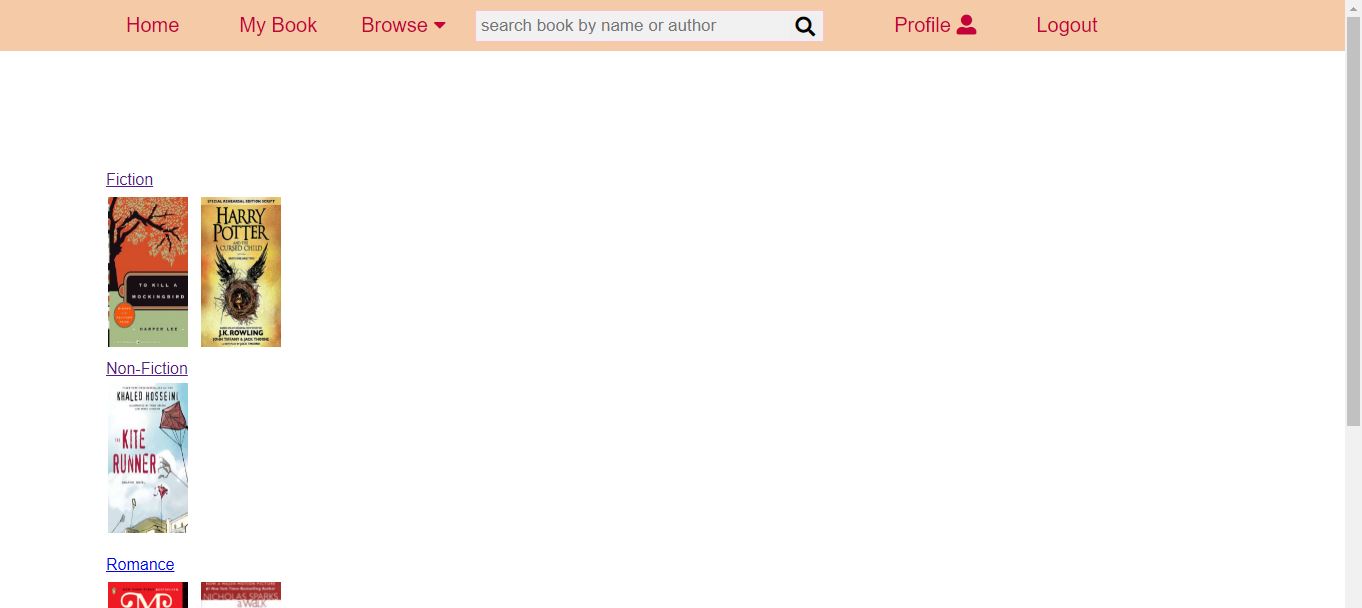 Home My Book Browse search book by name or author Profile Logout
Fiction
TO KILL A
MOCKINGBIRD
HARPER LEE
SPECIAL REHEARSAL EDITION SCRIPT
HARRY
POTTER
AND THE
CURSED CHILD
J.K. ROWLING
JOHN TIFFANY & JACK THORNE
Non-Fiction
KHALED HOSSEINI
THE
KITE
RUNNER
Romance
NICHOLAS SPARKS
a WALK